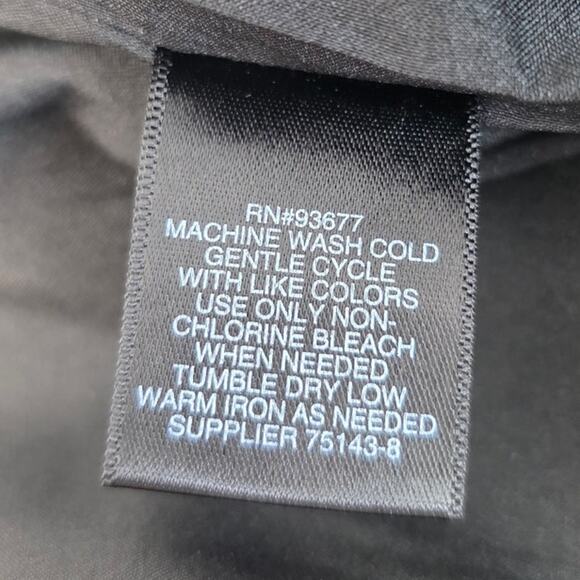 RN#93677
MACHINE WASH COLD
GENTLE CYCLE
WITH LIKE COLORS
USE ONLY NON-
CHLORINE BLEACH
WHEN NEEDED
TUMBLE DRY LOW
WARM IRON AS NEEDED
SUPPLIER 75143-8